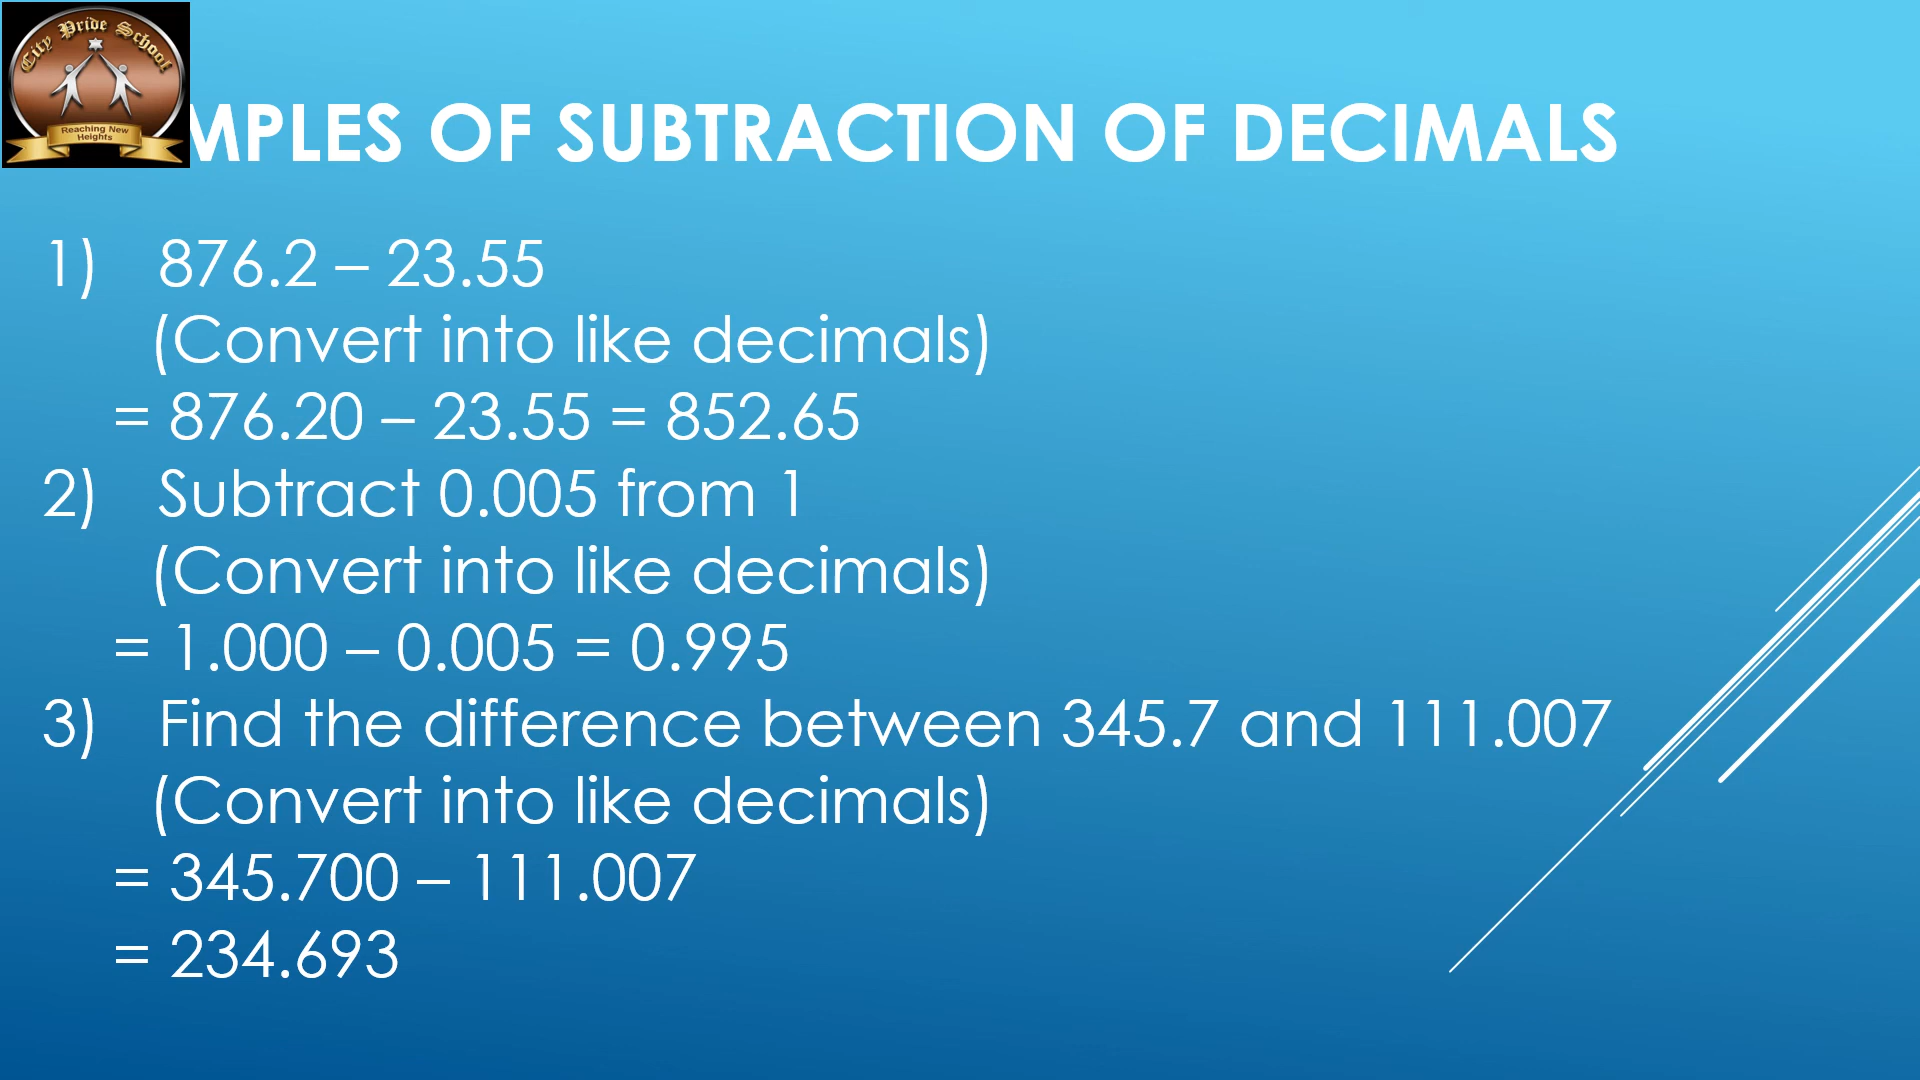 City Pride School
Reaching New
Heights
MPLES OF SUBTRACTION OF DECIMALS
1) 876.2 – 23.55
(Convert into like decimals)
= 876.20 – 23.55 = 852.65
2) Subtract 0.005 from 1
(Convert into like decimals)
= 1.000 – 0.005 = 0.995
3) Find the difference between 345.7 and 111.007
(Convert into like decimals)
= 345.700 – 111.007
= 234.693